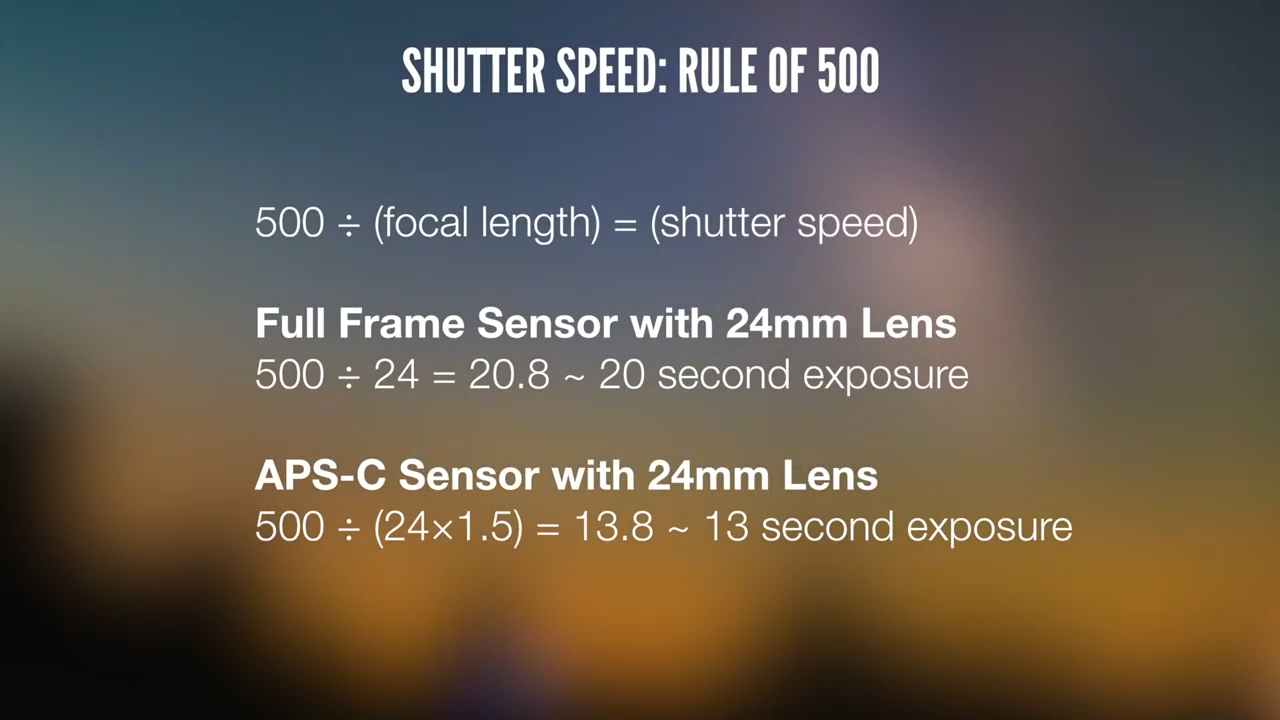 SHUTTER SPEED: RULE OF 500
500 ÷ (focal length) = (shutter speed)
Full Frame Sensor with 24mm Lens
500 ÷ 24 = 20.8 ~ 20 second exposure
APS-C Sensor with 24mm Lens
500 ÷ (24×1.5) = 13.8 ~ 13 second exposure